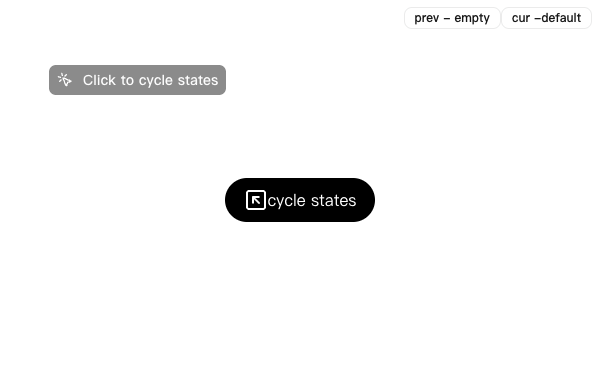 prev – empty
cur –default
Click to cycle states
cycle states